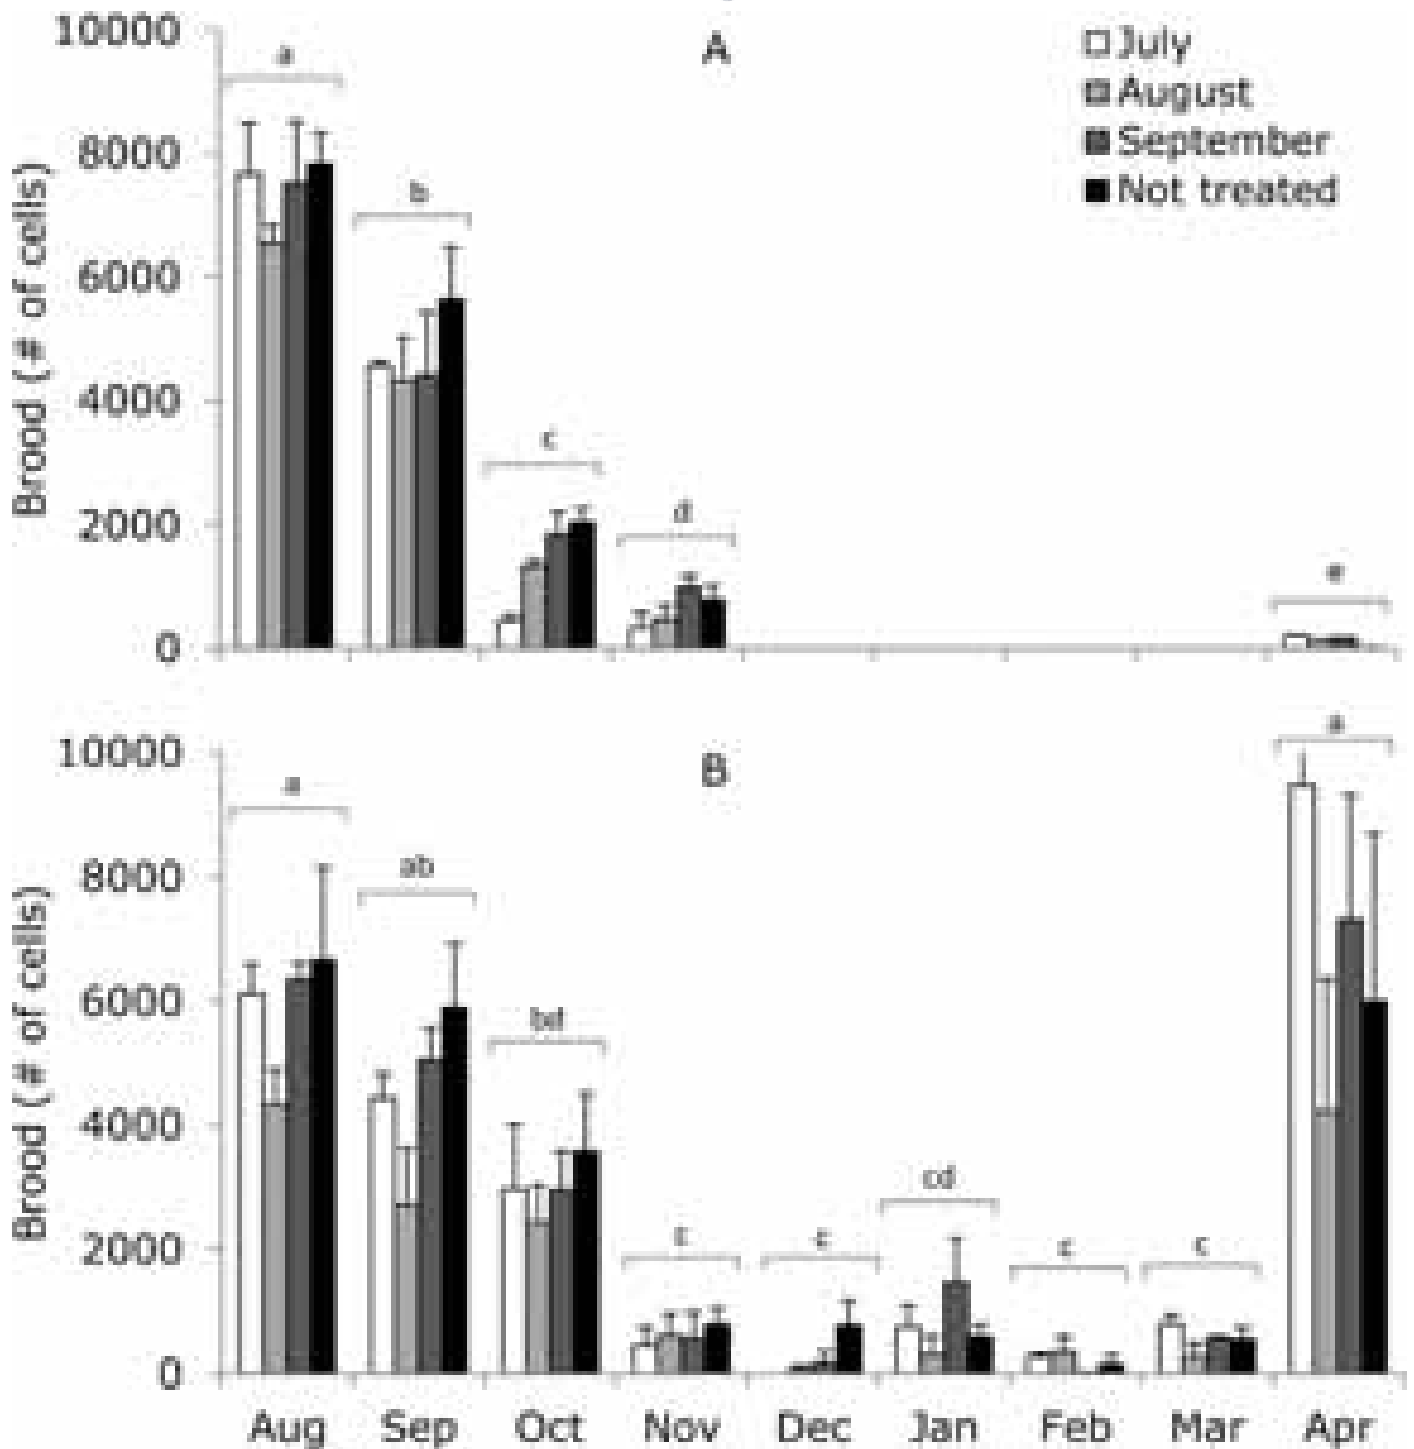 A
July
August
September
Not treated
Brood (# of cells)
10000
8000
6000
4000
2000
0
a
b
c
d
e
B
Brood (# of cells)
10000
8000
6000
4000
2000
0
a
ab
bd
c
c
cd
c
c
a
Aug Sep Oct Nov Dec Jan Feb Mar Apr